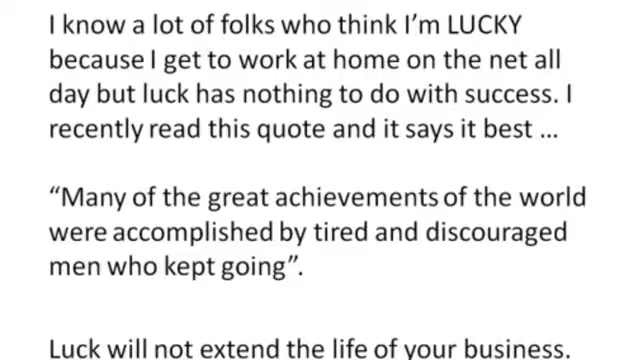 I know a lot of folks who think I’m LUCKY
because I get to work at home on the net all
day but luck has nothing to do with success. I
recently read this quote and it says it best …
“Many of the great achievements of the world
were accomplished by tired and discouraged
men who kept going”.
Luck will not extend the life of your business.